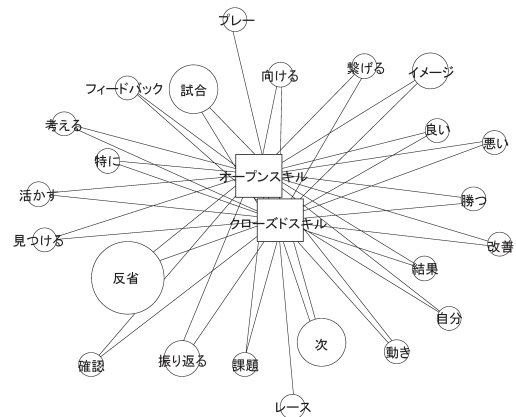 プレー
向ける
繋げる
イメージ
フィードバック
試合
考える
良い
悪い
特に
オープンスキル
活かす
勝つ
クローズドスキル
見つける
改善
反省
結果
自分
次
動き
確認
振り返る
課題
レース